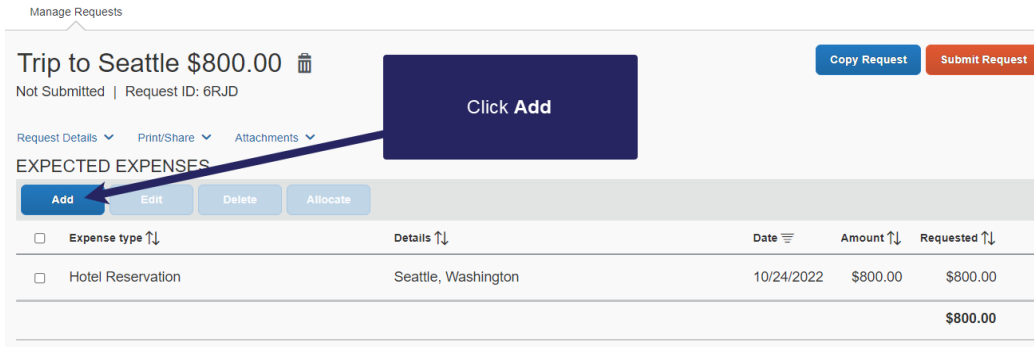 Manage Requests
Trip to Seattle $800.00
Copy Request
Submit Request
Not Submitted | Request ID: 6RJD
Click Add
Request Details
Print/Share
Attachments
EXPECTED EXPENSES
Add
Edit
Delete
Allocate
Expense type
Details
Date
Amount
Requested
Hotel Reservation
Seattle, Washington
10/24/2022
$800.00
$800.00
$800.00